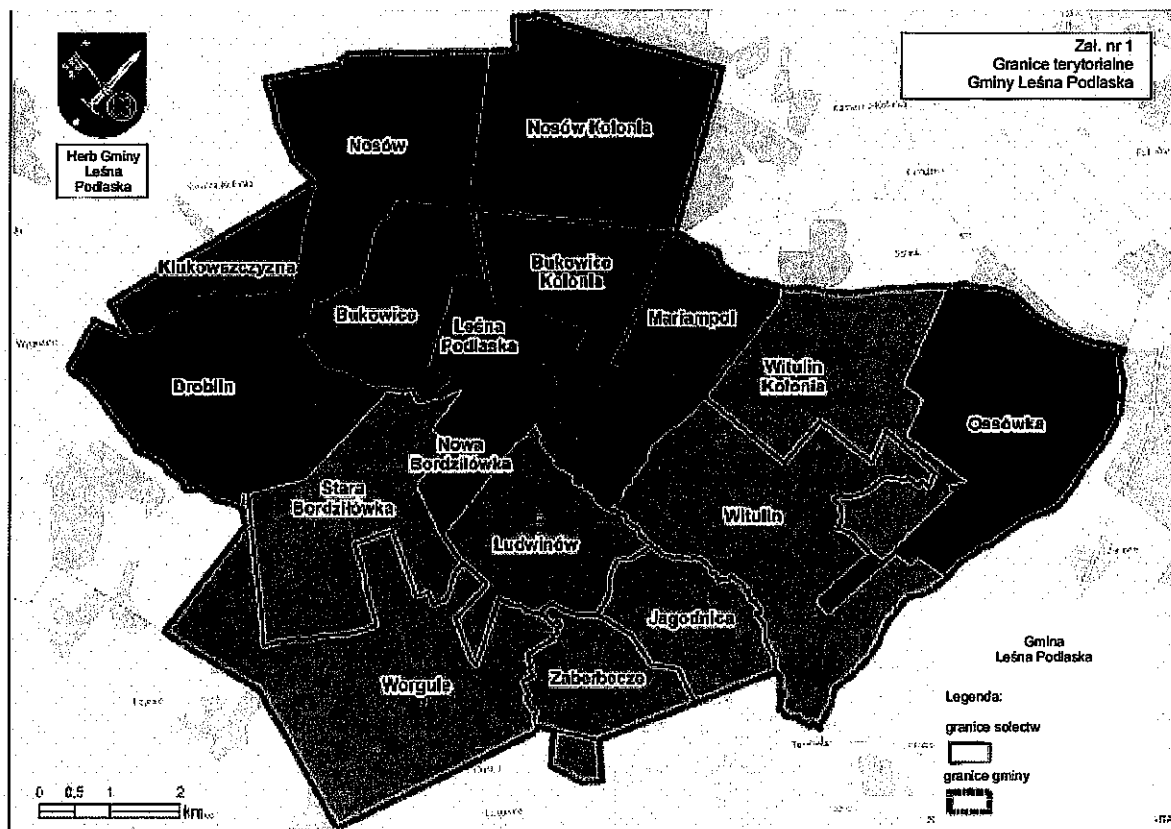 Zał. nr 1
Granice terytorialne
Gminy Leśna Podlaska
Herb Gminy
Leśna
Podlaska
Nosów
Nosów Kolonia
Klukowszczyzna
Bukowice
Kolonia
Bukowice
Leśna
Podlaska
Mariampol
Witulin
Kolonia
Droblin
Ossówka
Nowa
Bordziłówka
Stara
Bordziłówka
Witulin
Ludwinów
Jagodnica
Worgule
Zaberbecze
Gmina
Leśna Podlaska
Legenda:
granice sołectw
granice gminy
0 0,5 1 2
km